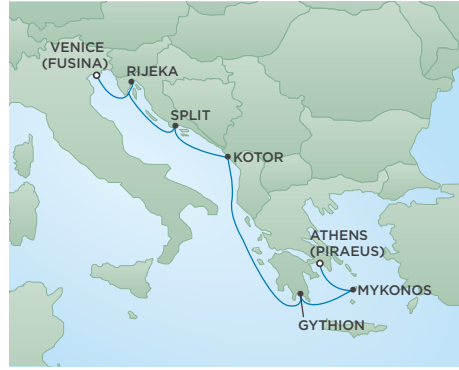 VENICE
(FUSINA)
RIJEKA
SPLIT
KOTOR
ATHENS
(PIRAEUS)
MYKONOS
GYTHION